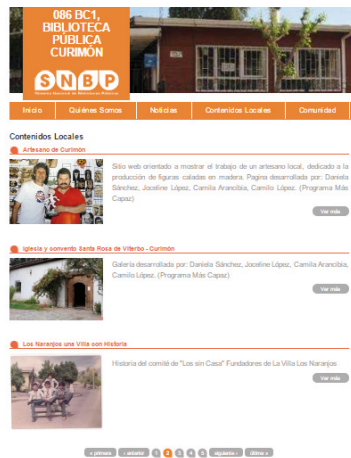 086 BC1,
BIBLIOTECA
PÚBLICA
CURIMÓN
SNBP
Inicio Quiénes Somos Noticias Contenidos Locales Comunidad
Contenidos Locales
Artesano de Curimón
Sitio web orientado a mostrar el trabajo de un artesano local, dedicado a la
producción de figuras caladas en madera. Pagina desarrollada por: Daniela
Sánchez, Joceline López, Camila Arancibia, Camilo López. (Programa Más
Capaz)
Ver más
Iglesia y convento Santa Rosa de Viterbo - Curimón
Galería desarrollada por: Daniela Sánchez, Joceline López, Camila Arancibia,
Camilo López. (Programa Más Capaz)
Ver más
Los Naranjos una Villa con Historia
Historia del comité de "Los sin Casa" Fundadores de La Villa Los Naranjos
Ver más
« primera ‹ anterior 1 2 3 4 5 siguiente › última »